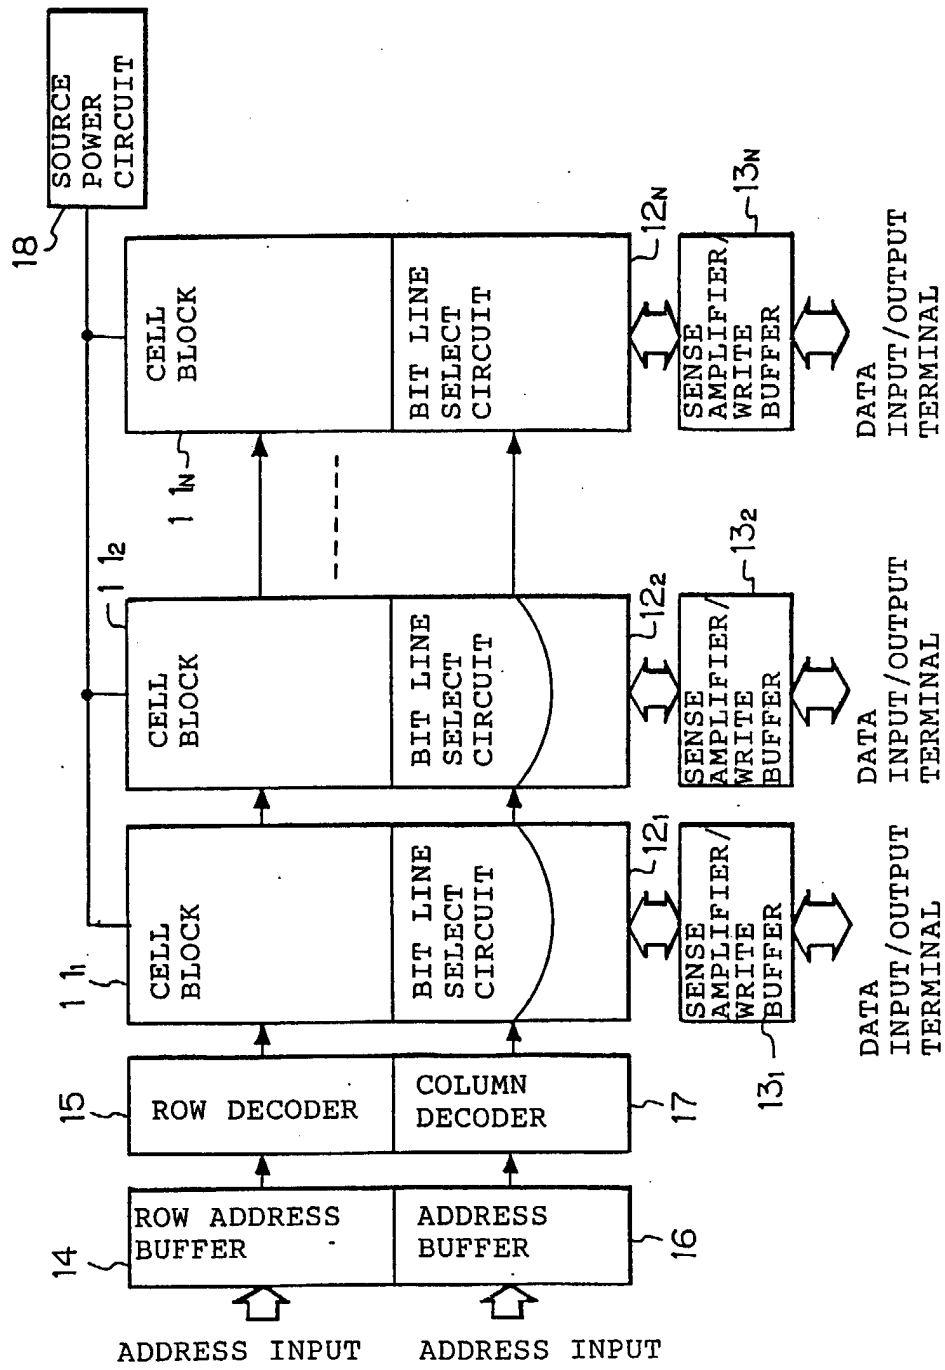 SOURCE
POWER
CIRCUIT
18
CELL
BLOCK
11N
BIT LINE
SELECT
CIRCUIT
12N
SENSE
AMPLIFIER/
WRITE
BUFFER
13N
DATA
INPUT/OUTPUT
TERMINAL
CELL
BLOCK
112
BIT LINE
SELECT
CIRCUIT
122
SENSE
AMPLIFIER/
WRITE
BUFFER
132
DATA
INPUT/OUTPUT
TERMINAL
CELL
BLOCK
111
BIT LINE
SELECT
CIRCUIT
121
SENSE
AMPLIFIER/
WRITE
BUFFER
131
DATA
INPUT/OUTPUT
TERMINAL
15
ROW DECODER
COLUMN
DECODER
17
14
ROW ADDRESS
BUFFER
ADDRESS
BUFFER
16
ADDRESS INPUT
ADDRESS INPUT